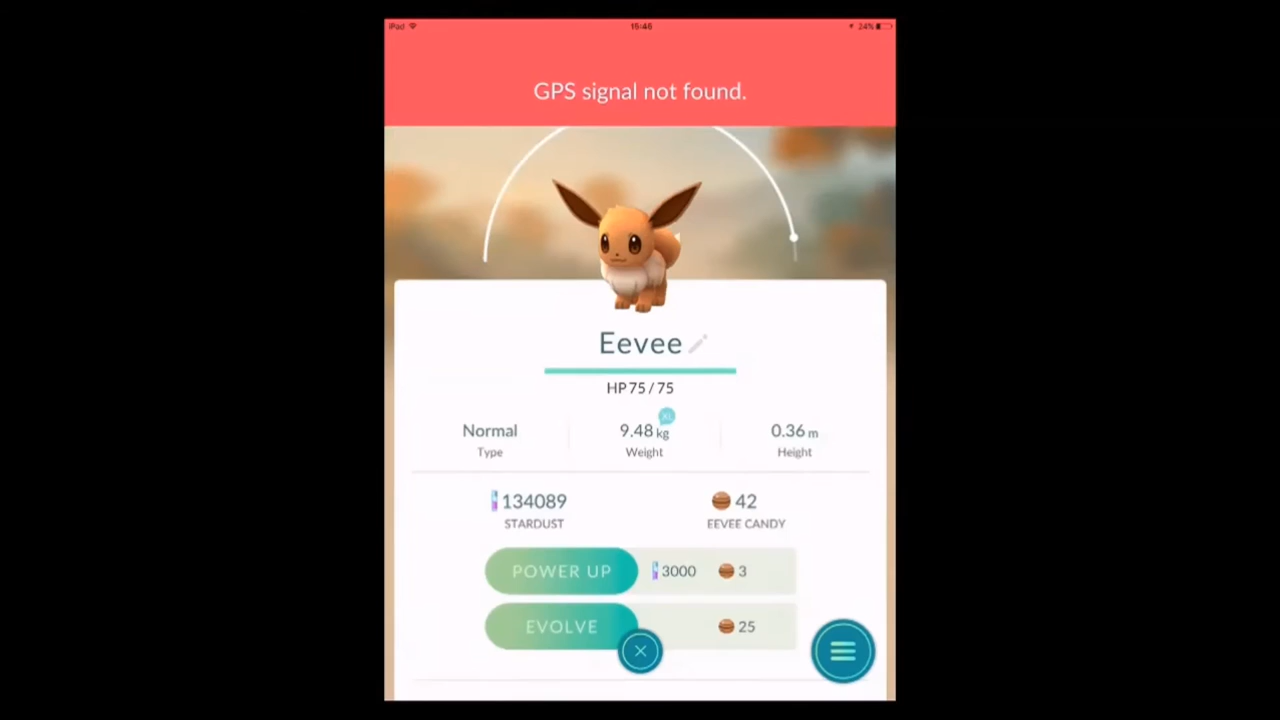 iPad 15:46 24%
GPS signal not found.
Eevee
HP 75 / 75
XL
Normal 9.48 kg 0.36 m
Type Weight Height
134089 42
STARDUST EEVEE CANDY
POWER UP 3000 3
EVOLVE 25